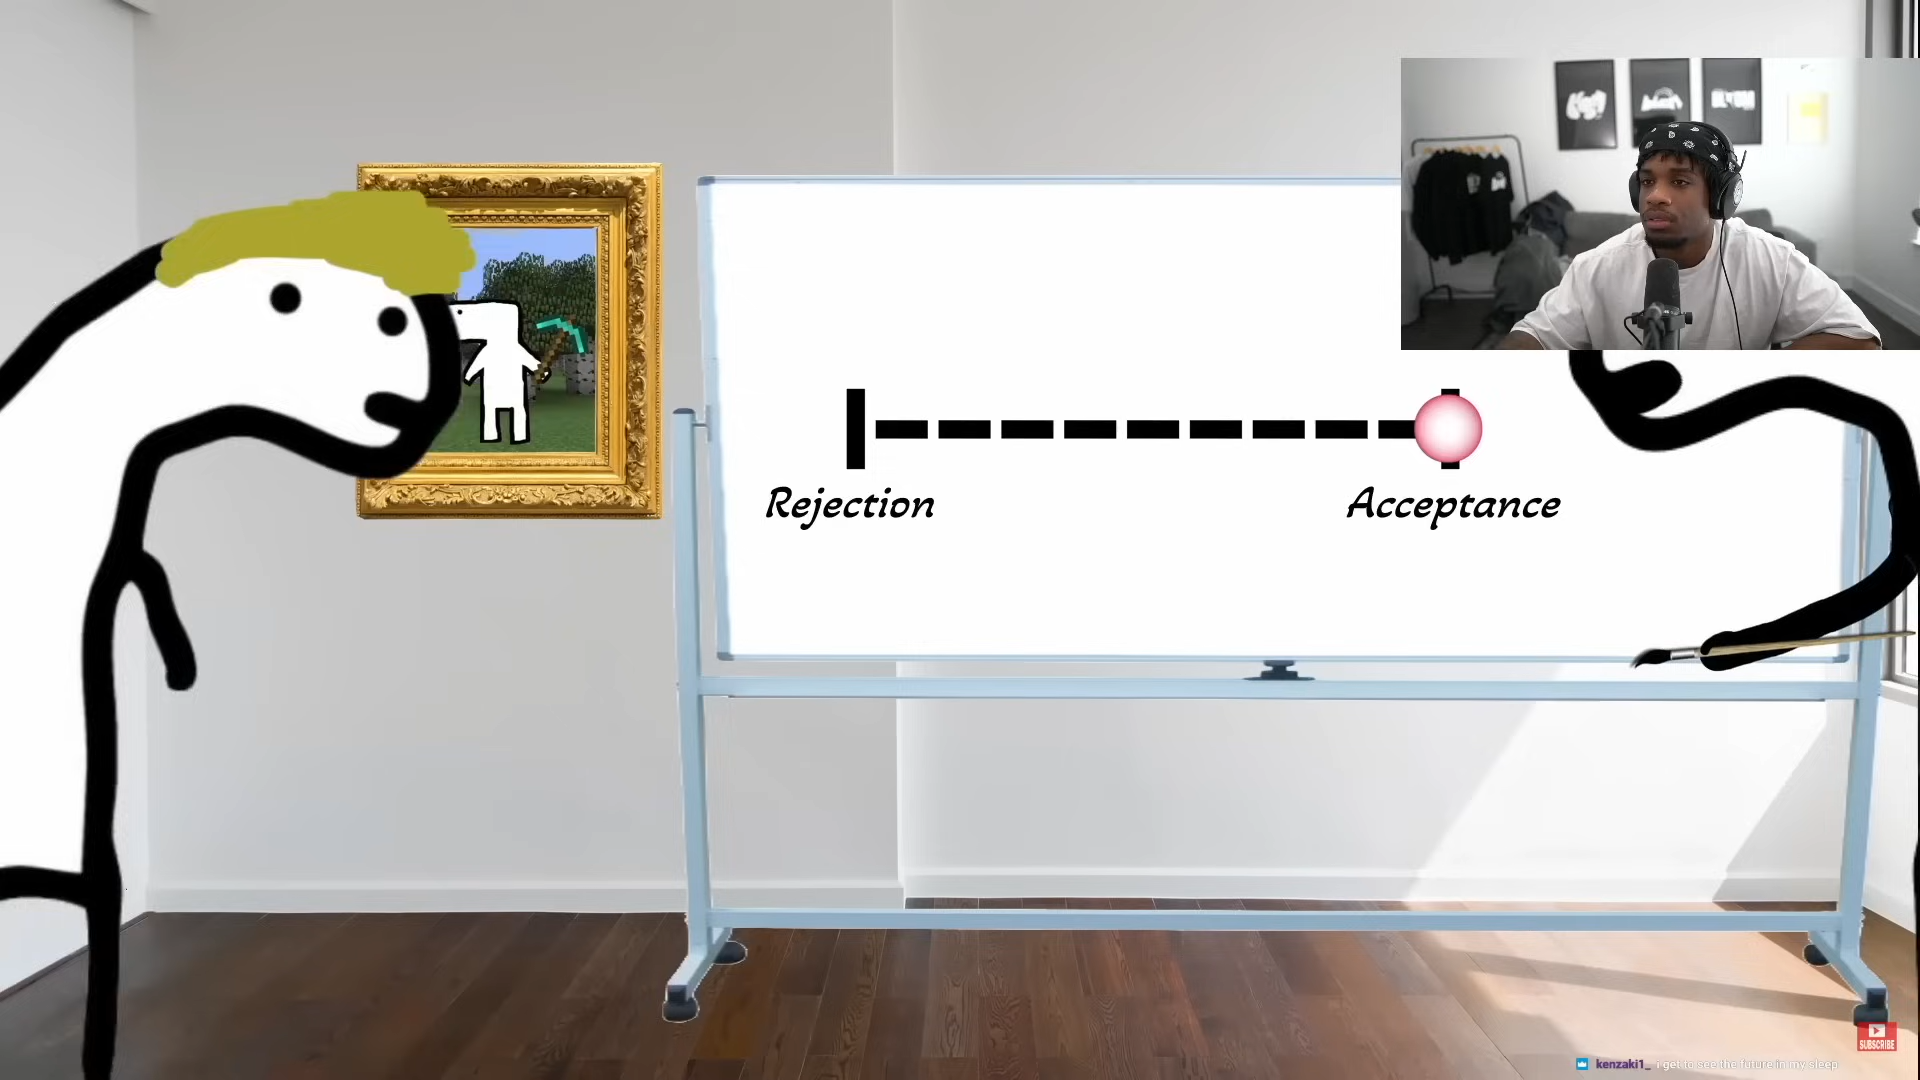 Rejection
Acceptance
SUBSCRIBE
kenzaki1_ i get to see the future in my sleep